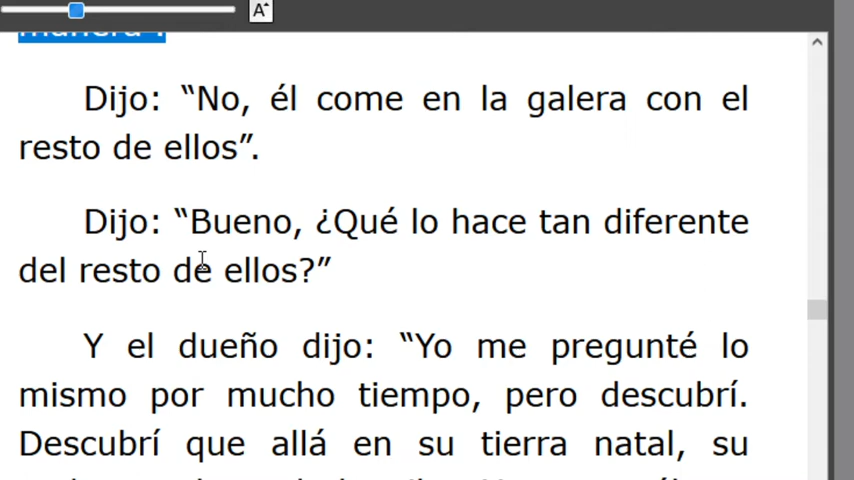 A
Dijo: “No, él come en la galera con el
resto de ellos”.
Dijo: “Bueno, ¿Qué lo hace tan diferente
del resto de ellos?”
Y el dueño dijo: “Yo me pregunté lo
mismo por mucho tiempo, pero descubrí.
Descubrí que allá en su tierra natal, su